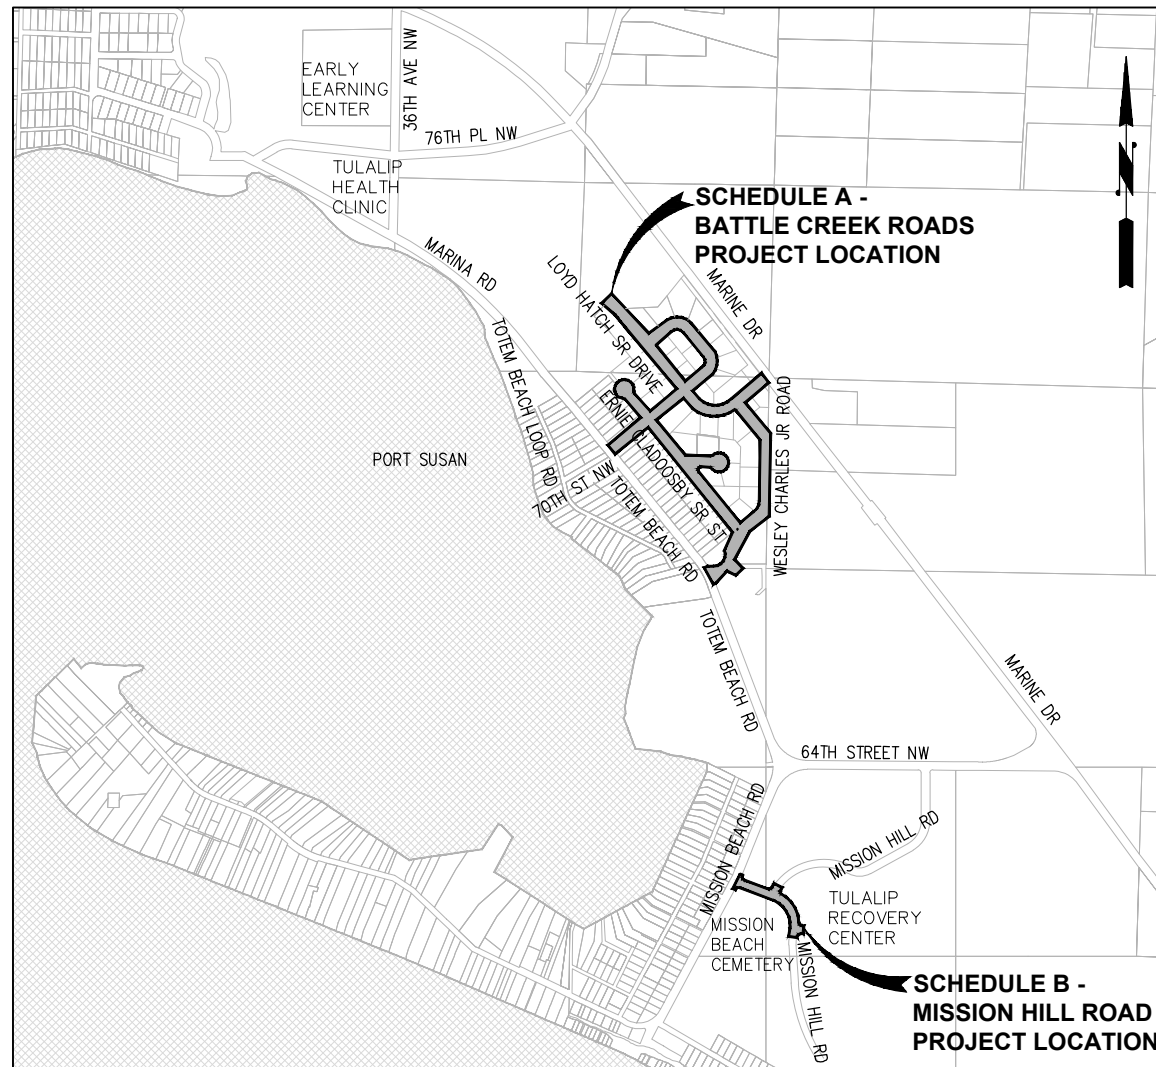 EARLY
LEARNING
CENTER
36TH AVE NW
76TH PL NW
TULALIP
HEALTH
CLINIC
SCHEDULE A -
BATTLE CREEK ROADS
PROJECT LOCATION
N
MARINA RD
LOYD HATCH SR DRIVE
MARINE DR
TOTEM BEACH LOOP RD
ERNIE CLADOOSBY SR ST
WESLEY CHARLES JR ROAD
PORT SUSAN
70TH ST NW
TOTEM BEACH RD
TOTEM BEACH RD
MARINE DR
64TH STREET NW
MISSION BEACH RD
MISSION HILL RD
TULALIP
RECOVERY
CENTER
MISSION
BEACH
CEMETERY
MISSION HILL RD
SCHEDULE B -
MISSION HILL ROAD
PROJECT LOCATION